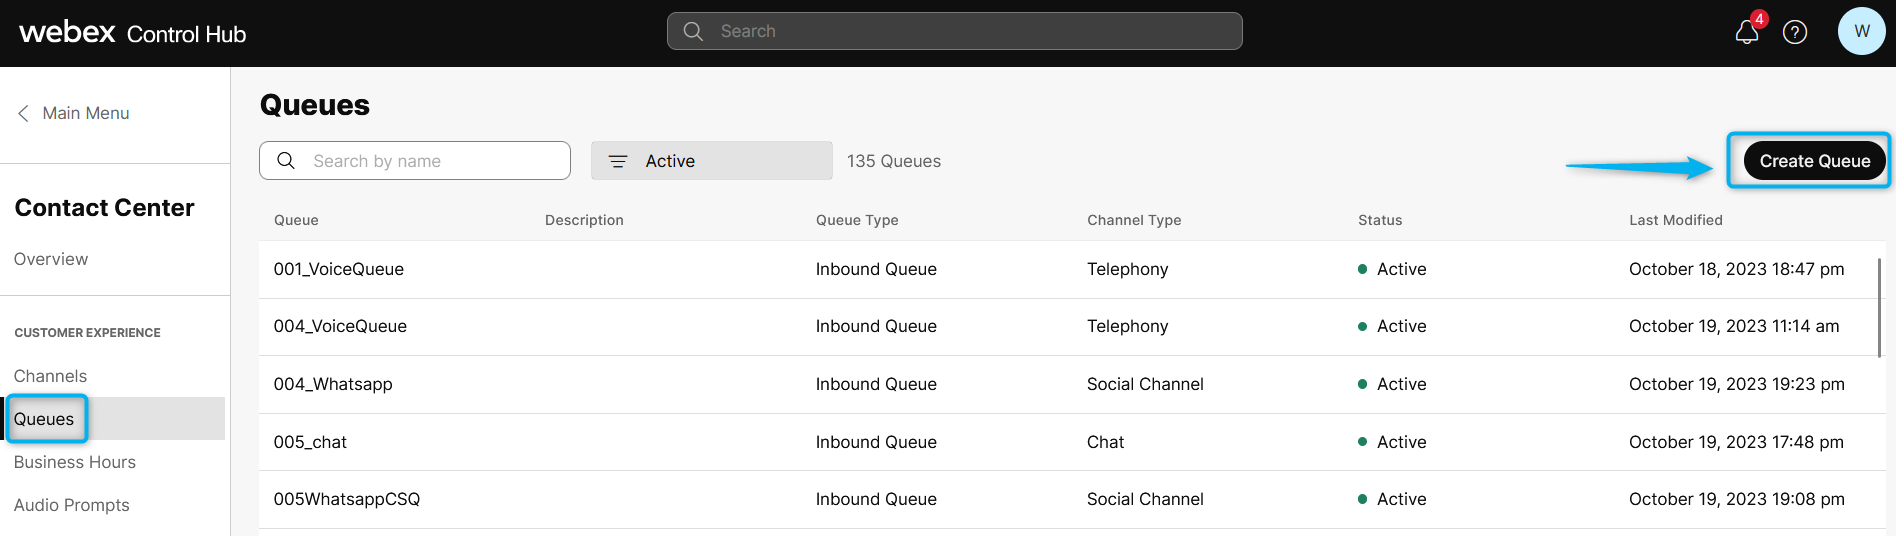 webex Control Hub
Search
4
?
W
Main Menu
Contact Center
Overview
CUSTOMER EXPERIENCE
Channels
Queues
Business Hours
Audio Prompts
Queues
Search by name
Active
135 Queues
Create Queue
Queue Description Queue Type Channel Type Status Last Modified
001_VoiceQueue Inbound Queue Telephony Active October 18, 2023 18:47 pm
004_VoiceQueue Inbound Queue Telephony Active October 19, 2023 11:14 am
004_Whatsapp Inbound Queue Social Channel Active October 19, 2023 19:23 pm
005_chat Inbound Queue Chat Active October 19, 2023 17:48 pm
005WhatsappCSQ Inbound Queue Social Channel Active October 19, 2023 19:08 pm